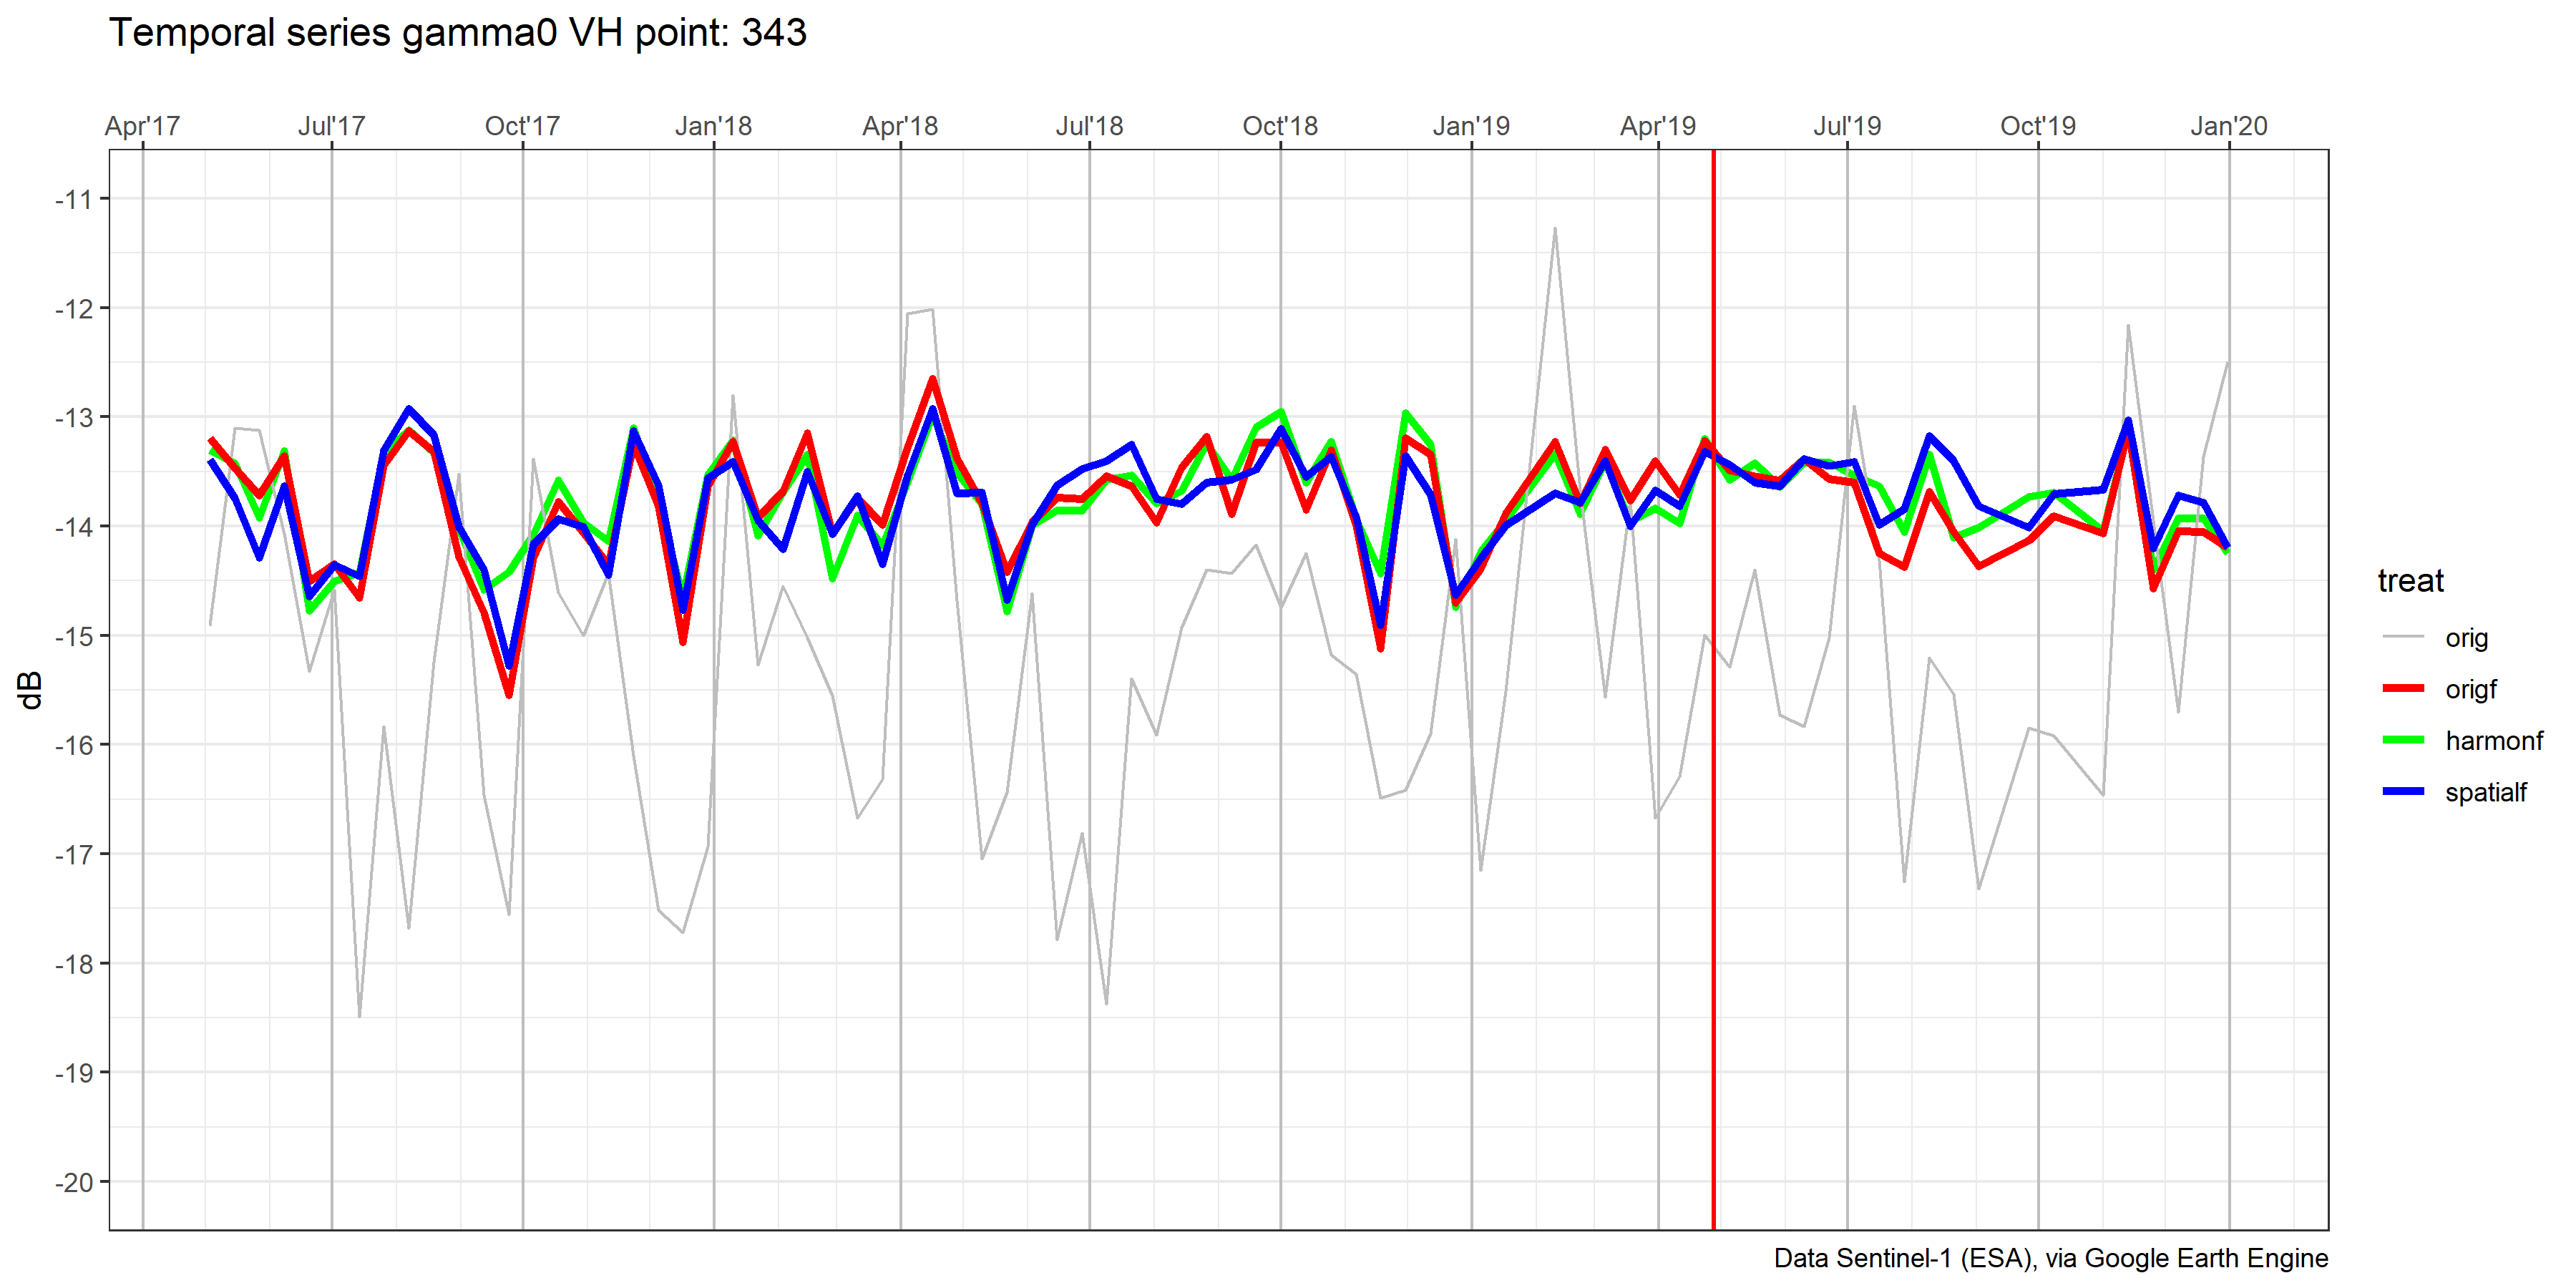 Temporal series gamma0 VH point: 343
Apr'17 Jul'17 Oct'17 Jan'18 Apr'18 Jul'18 Oct'18 Jan'19 Apr'19 Jul'19 Oct'19 Jan'20
-11
-12
-13
-14
-15
-16
-17
-18
-19
-20
dB
treat
orig
origf
harmonf
spatialf
Data Sentinel-1 (ESA), via Google Earth Engine